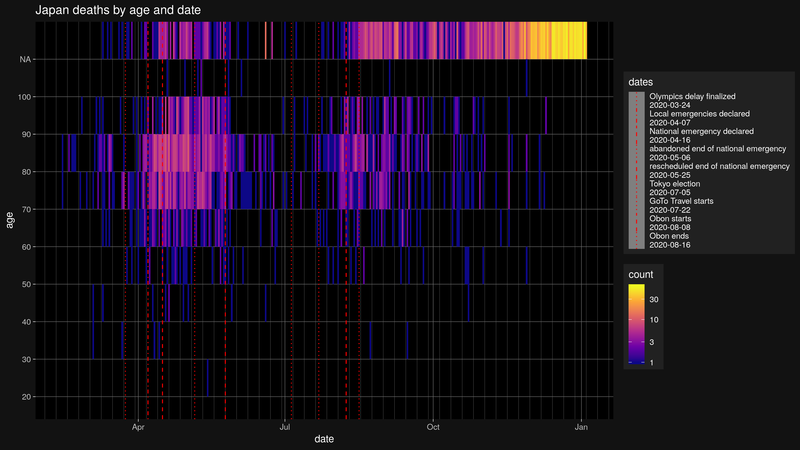 Japan deaths by age and date
age
NA
100
90
80
70
60
50
40
30
20
Apr
Jul
Oct
Jan
date
dates
Olympics delay finalized
2020-03-24
Local emergencies declared
2020-04-07
National emergency declared
2020-04-16
abandoned end of national emergency
2020-05-06
rescheduled end of national emergency
2020-05-25
Tokyo election
2020-07-05
GoTo Travel starts
2020-07-22
Obon starts
2020-08-08
Obon ends
2020-08-16
count
30
10
3
1